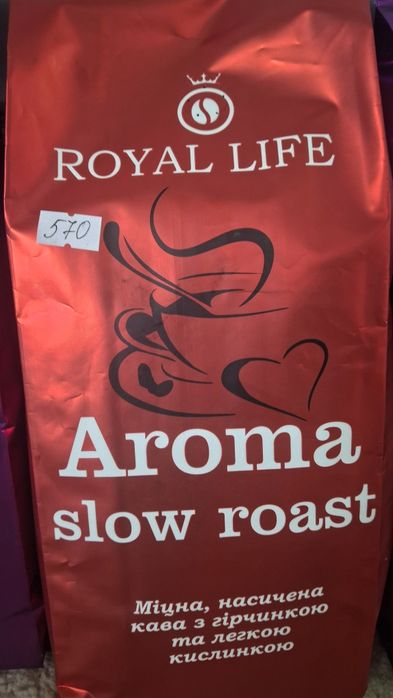 ROYAL LIFE
570
Aroma
slow roast
Міцна, насичена
кава з гірчинкою
та легкою
кислинкою